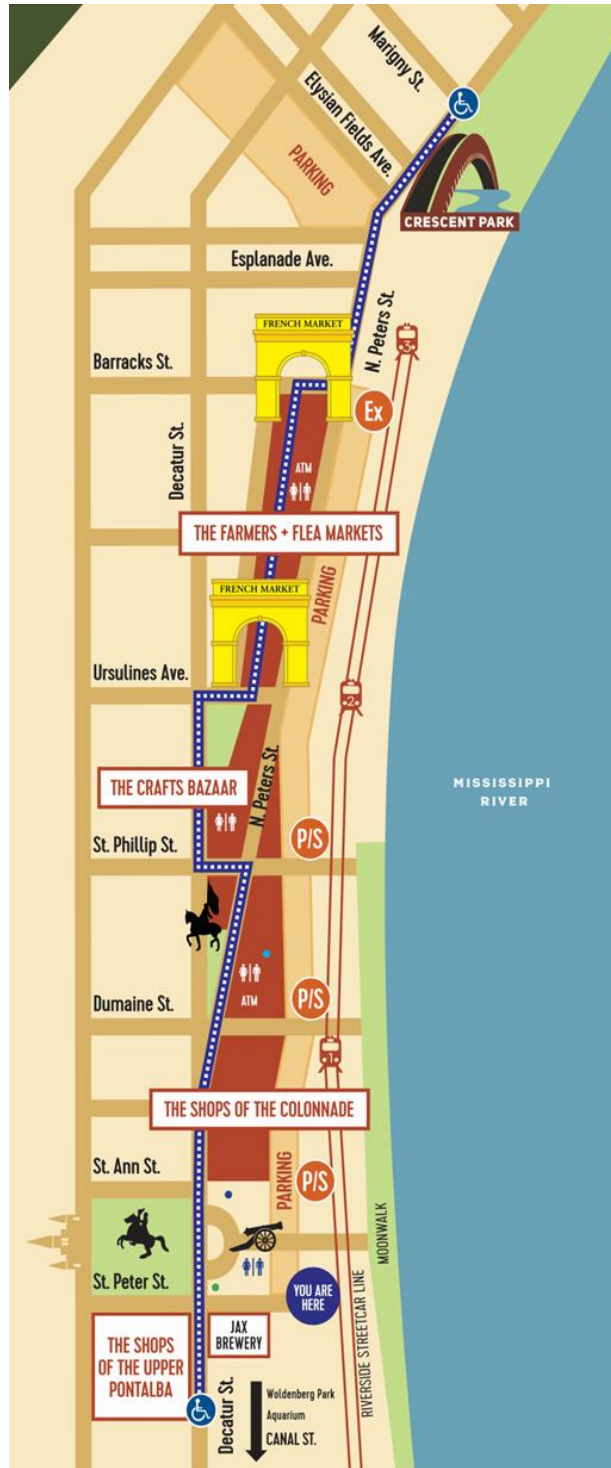 Marigny St.
Elysian Fields Ave.
PARKING
CRESCENT PARK
Esplanade Ave.
N. Peters St.
FRENCH MARKET
3
Barracks St.
Ex
Decatur St.
ATM
THE FARMERS + FLEA MARKETS
PARKING
FRENCH MARKET
Ursulines Ave.
2
N. Peters St.
THE CRAFTS BAZAAR
MISSISSIPPI
RIVER
St. Phillip St.
P/S
Dumaine St.
ATM
P/S
1
THE SHOPS OF THE COLONNADE
St. Ann St.
PARKING
P/S
MOONWALK
St. Peter St.
YOU ARE
HERE
RIVERSIDE STREETCAR LINE
THE SHOPS
OF THE UPPER
PONTALBA
JAX
BREWERY
Decatur St.
Woldenberg Park
Aquarium
CANAL ST.